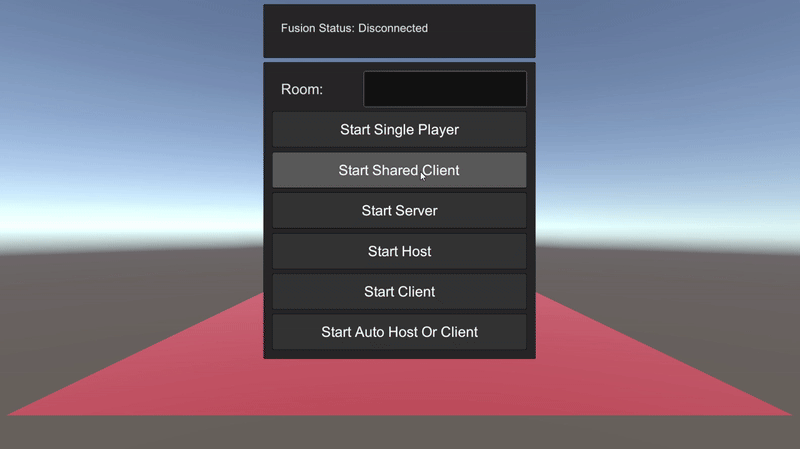 Fusion Status: Disconnected
Room:
Start Single Player
Start Shared Client
Start Server
Start Host
Start Client
Start Auto Host Or Client